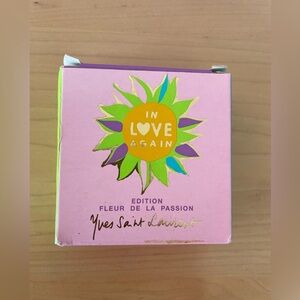 IN
LOVE
AGAIN
EDITION
FLEUR DE LA PASSION
Yves Saint Laurent